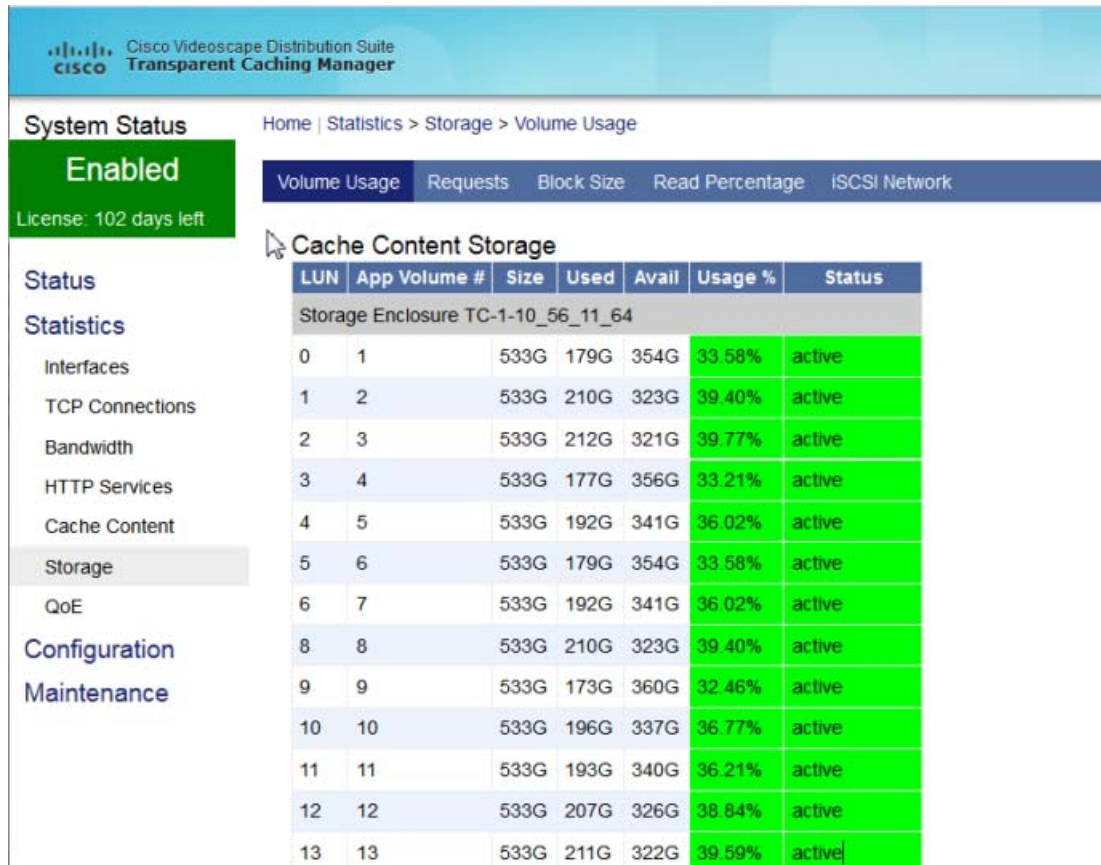 Cisco Videoscape Distribution Suite
CISCO Transparent Caching Manager
System Status
Enabled
License: 102 days left
Status
Statistics
Interfaces
TCP Connections
Bandwidth
HTTP Services
Cache Content
Storage
QoE
Configuration
Maintenance
Home | Statistics > Storage > Volume Usage
Volume Usage Requests Block Size Read Percentage iSCSI Network
Cache Content Storage
LUN App Volume # Size Used Avail Usage % Status
Storage Enclosure TC-1-10_56_11_64
0 1 533G 179G 354G 33.58% active
1 2 533G 210G 323G 39.40% active
2 3 533G 212G 321G 39.77% active
3 4 533G 177G 356G 33.21% active
4 5 533G 192G 341G 36.02% active
5 6 533G 179G 354G 33.58% active
6 7 533G 192G 341G 36.02% active
8 8 533G 210G 323G 39.40% active
9 9 533G 173G 360G 32.46% active
10 10 533G 196G 337G 36.77% active
11 11 533G 193G 340G 36.21% active
12 12 533G 207G 326G 38.84% active
13 13 533G 211G 322G 39.59% active